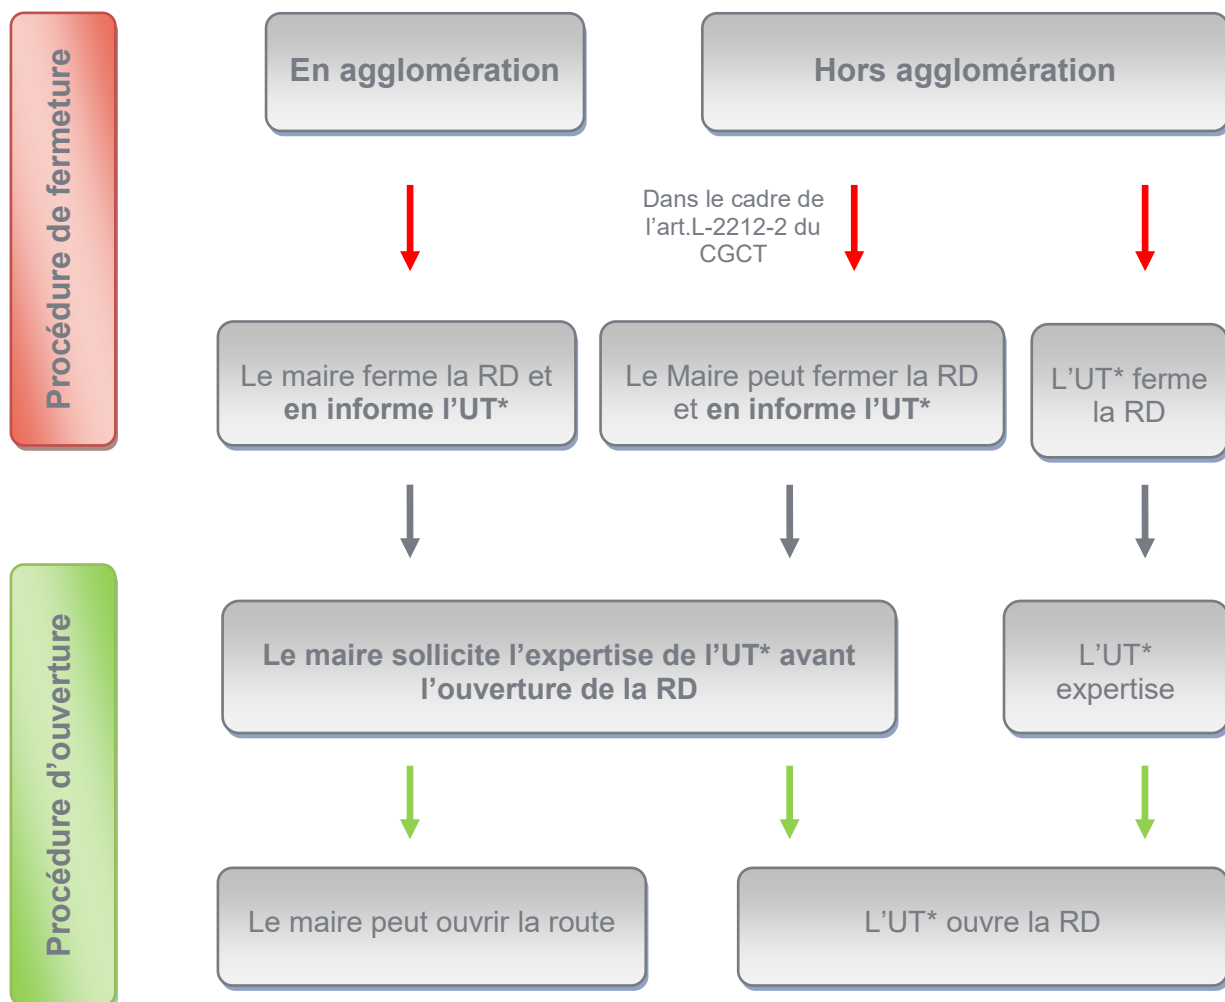 Procédure de fermeture
En agglomération
Hors agglomération
Dans le cadre de
l’art.L-2212-2 du
CGCT
Le maire ferme la RD et
en informe l’UT*
Le Maire peut fermer la RD
et en informe l’UT*
L’UT* ferme
la RD
Procédure d’ouverture
Le maire sollicite l’expertise de l’UT* avant
l’ouverture de la RD
L’UT*
expertise
Le maire peut ouvrir la route
L’UT* ouvre la RD